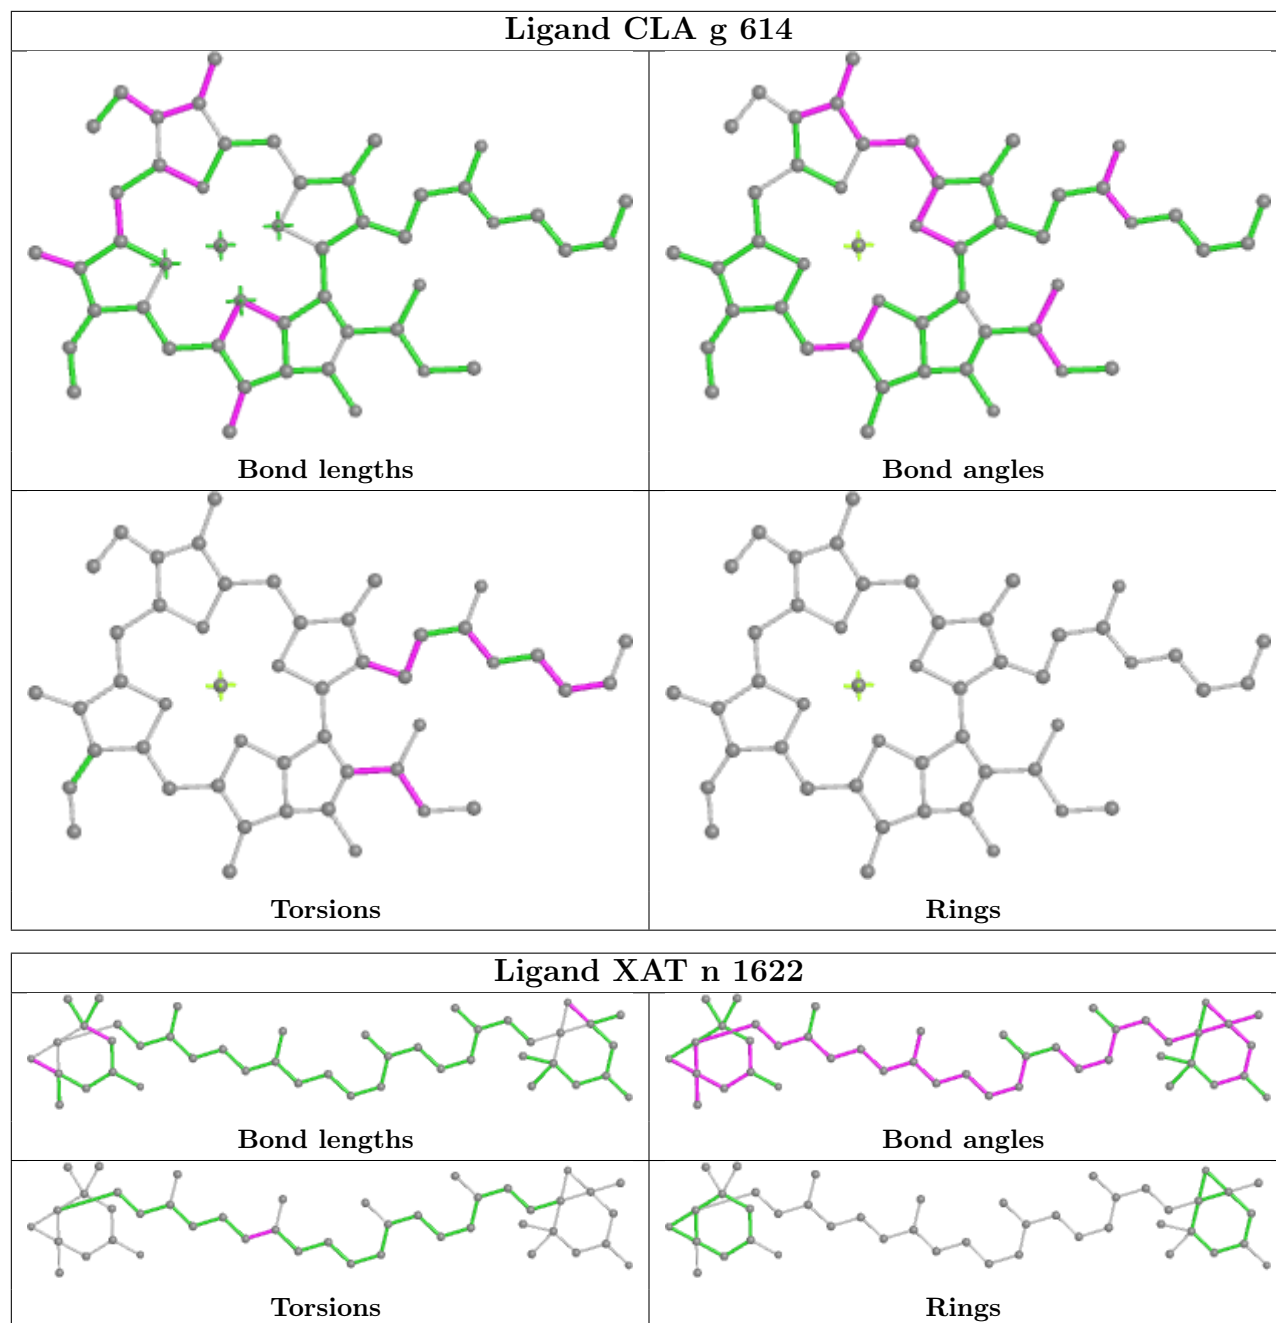 Ligand CLA g 614
Bond lengths
Bond angles
Torsions
Rings
Ligand XAT n 1622
Bond lengths
Bond angles
Torsions
Rings